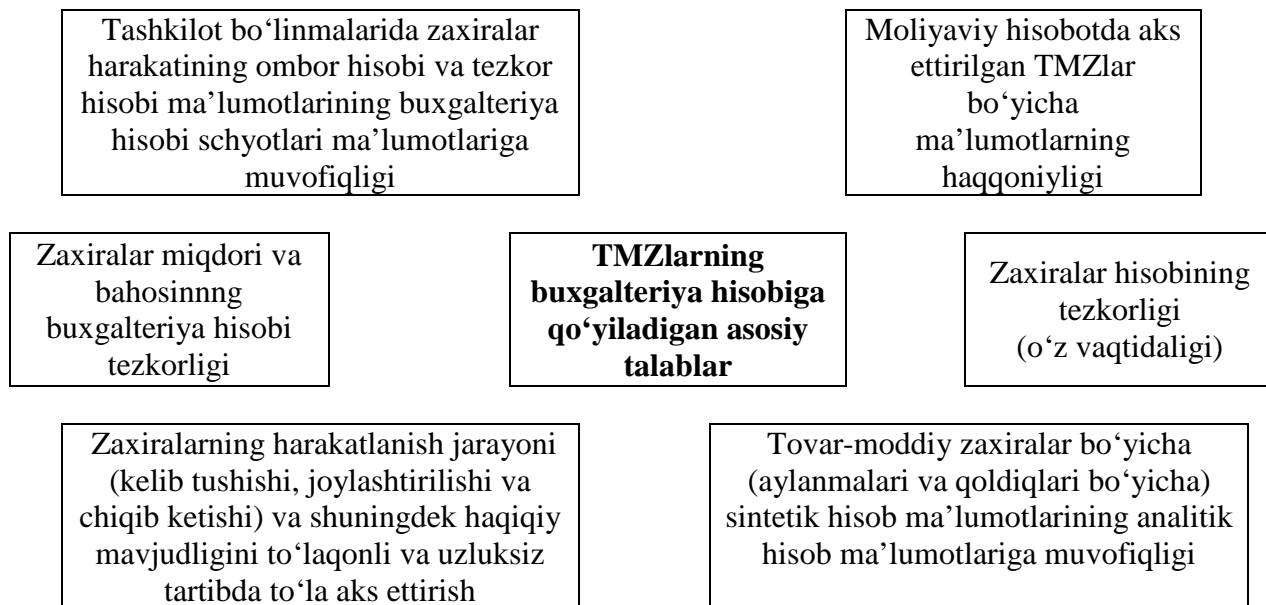 Tashkilot bo‘linmalarida zaxiralar
harakatining ombor hisobi va tezkor
hisobi ma’lumotlarining buxgalteriya
hisobi schyotlari ma’lumotlariga
muvofiqligi
Moliyaviy hisobotda aks
ettirilgan TMZlar
bo‘yicha
ma’lumotlarning
haqqoniyligi
Zaxiralar miqdori va
bahosinnng
buxgalteriya hisobi
tezkorligi
TMZlarning
buxgalteriya hisobiga
qo‘yiladigan asosiy
talablar
Zaxiralar hisobining
tezkorligi
(o‘z vaqtidaligi)
Zaxiralarning harakatlanish jarayoni
(kelib tushishi, joylashtirilishi va
chiqib ketishi) va shuningdek haqiqiy
mavjudligini to‘laqonli va uzluksiz
tartibda to‘la aks ettirish
Tovar-moddiy zaxiralar bo‘yicha
(aylanmalari va qoldiqlari bo‘yicha)
sintetik hisob ma’lumotlarining analitik
hisob ma’lumotlariga muvofiqligi